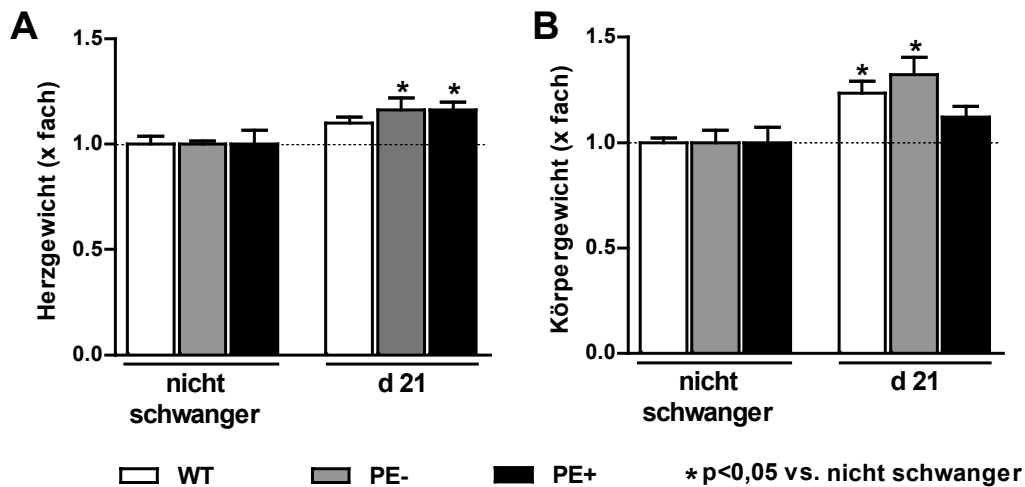 A
Herzgewicht (x fach)
1.5
1.0
0.5
0.0
* *
nicht
schwanger
d 21
B
Körpergewicht (x fach)
1.5
1.0
0.5
0.0
* *
nicht
schwanger
d 21
WT PE- PE+ *p<0,05 vs. nicht schwanger